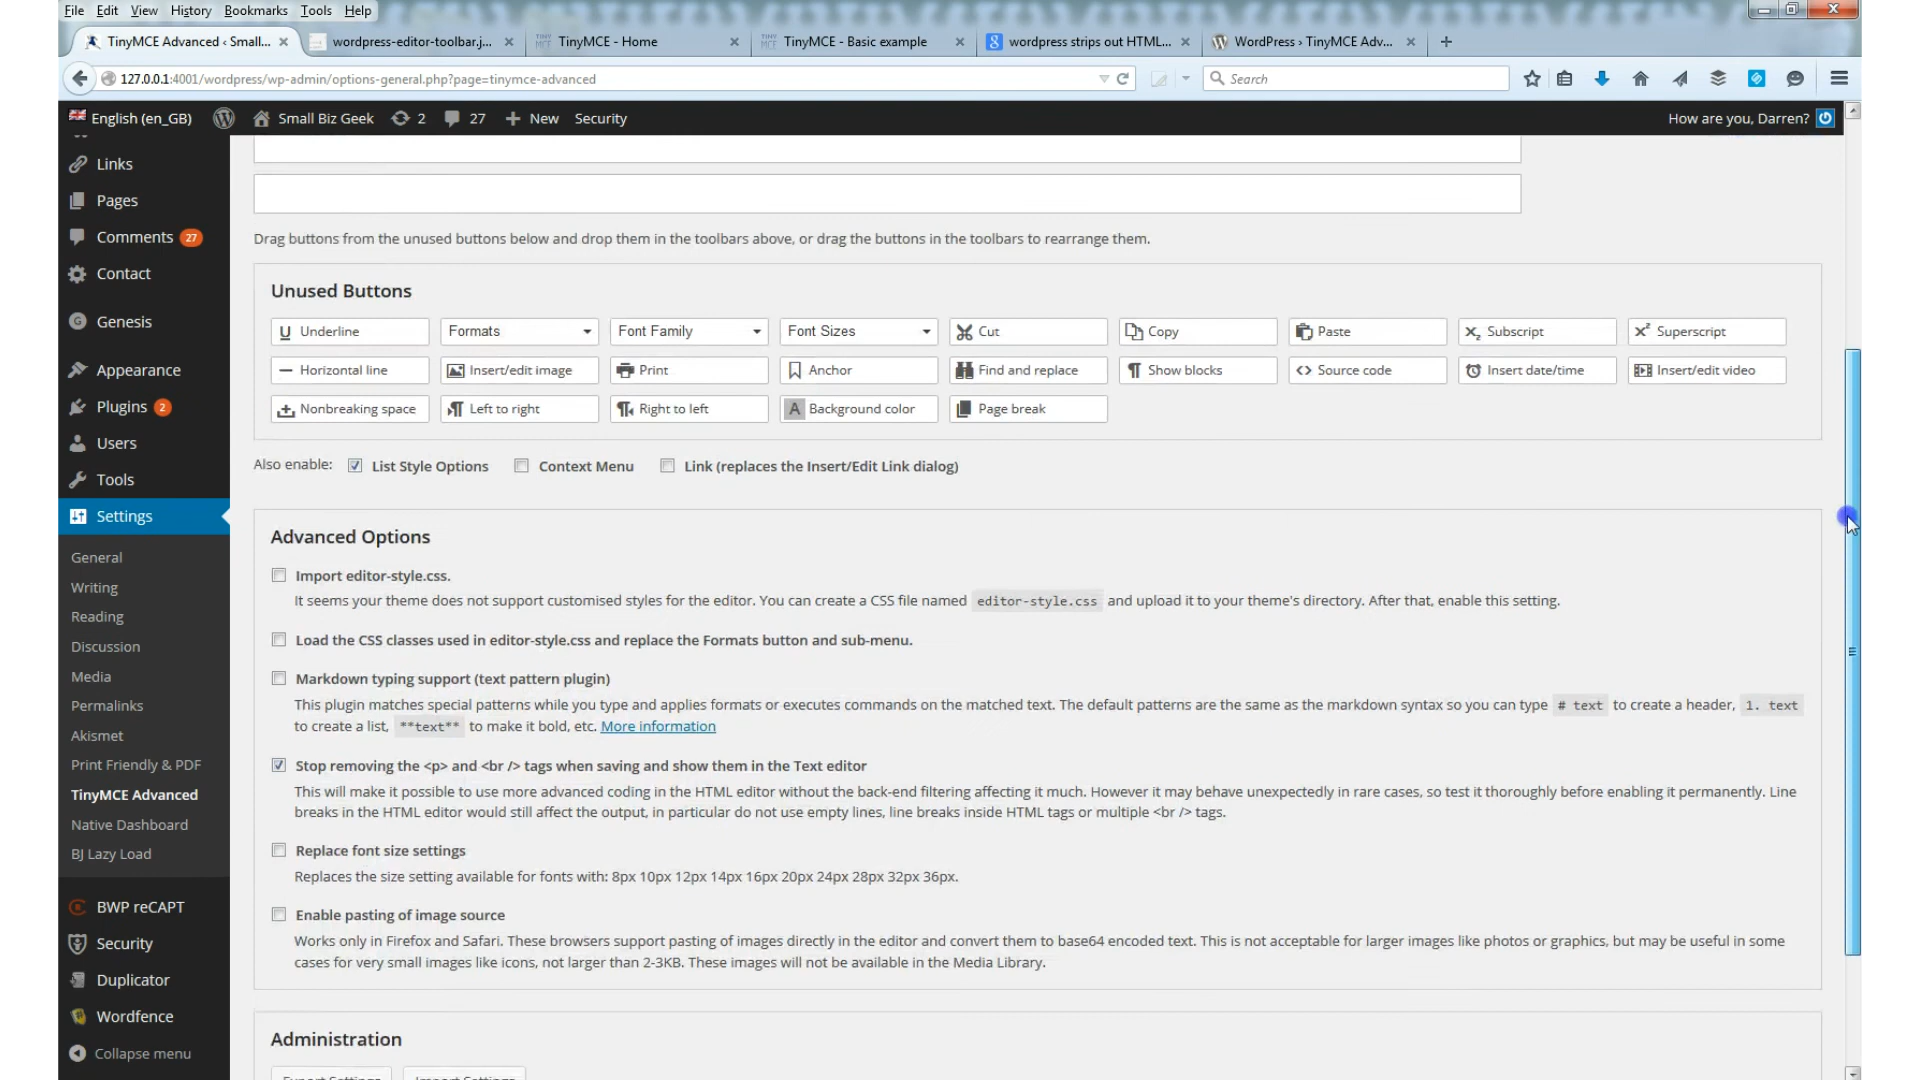 File Edit View History Bookmarks Tools Help
TinyMCE Advanced ‹ Small... wordpress-editor-toolbar.j... TinyMCE - Home TinyMCE - Basic example wordpress strips out HTML... WordPress › TinyMCE Adv...
127.0.0.1:4001/wordpress/wp-admin/options-general.php?page=tinymce-advanced Search
English (en_GB) Small Biz Geek 2 27 New Security How are you, Darren?
Links
Pages
Comments 27
Contact
Genesis
Appearance
Plugins 2
Users
Tools
Settings
General
Writing
Reading
Discussion
Media
Permalinks
Akismet
Print Friendly & PDF
TinyMCE Advanced
Native Dashboard
BJ Lazy Load
BWP reCAPT
Security
Duplicator
Wordfence
Collapse menu
Drag buttons from the unused buttons below and drop them in the toolbars above, or drag the buttons in the toolbars to rearrange them.
Unused Buttons
Underline Formats Font Family Font Sizes Cut Copy Paste Subscript Superscript
Horizontal line Insert/edit image Print Anchor Find and replace Show blocks Source code Insert date/time Insert/edit video
Nonbreaking space Left to right Right to left Background color Page break
Also enable: List Style Options Context Menu Link (replaces the Insert/Edit Link dialog)
Advanced Options
Import editor-style.css.
It seems your theme does not support customised styles for the editor. You can create a CSS file named editor-style.css and upload it to your theme's directory. After that, enable this setting.
Load the CSS classes used in editor-style.css and replace the Formats button and sub-menu.
Markdown typing support (text pattern plugin)
This plugin matches special patterns while you type and applies formats or executes commands on the matched text. The default patterns are the same as the markdown syntax so you can type # text to create a header, 1. text
to create a list, **text** to make it bold, etc. More information
Stop removing the <p> and <br /> tags when saving and show them in the Text editor
This will make it possible to use more advanced coding in the HTML editor without the back-end filtering affecting it much. However it may behave unexpectedly in rare cases, so test it thoroughly before enabling it permanently. Line
breaks in the HTML editor would still affect the output, in particular do not use empty lines, line breaks inside HTML tags or multiple <br /> tags.
Replace font size settings
Replaces the size setting available for fonts with: 8px 10px 12px 14px 16px 20px 24px 28px 32px 36px.
Enable pasting of image source
Works only in Firefox and Safari. These browsers support pasting of images directly in the editor and convert them to base64 encoded text. This is not acceptable for larger images like photos or graphics, but may be useful in some
cases for very small images like icons, not larger than 2-3KB. These images will not be available in the Media Library.
Administration
Export Settings Import Settings